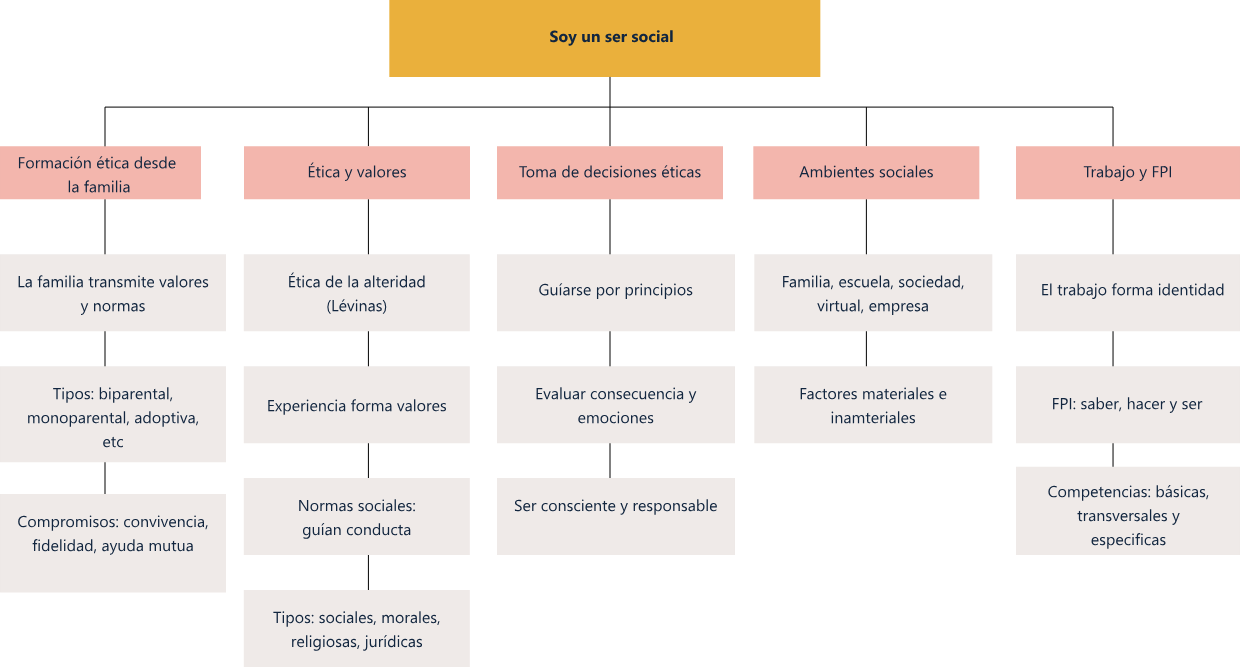 Soy un ser social
Formación ética desde
la familia
Ética y valores
Toma de decisiones éticas
Ambientes sociales
Trabajo y FPI
La familia transmite valores
y normas
Ética de la alteridad
(Lévinas)
Guíarse por principios
Familia, escuela, sociedad,
virtual, empresa
El trabajo forma identidad
Tipos: biparental,
monoparental, adoptiva,
etc
Experiencia forma valores
Evaluar consecuencia y
emociones
Factores materiales e
inamteriales
FPI: saber, hacer y ser
Compromisos: convivencia,
fidelidad, ayuda mutua
Normas sociales:
guían conducta
Ser consciente y responsable
Competencias: básicas,
transversales y
especificas
Tipos: sociales, morales,
religiosas, jurídicas